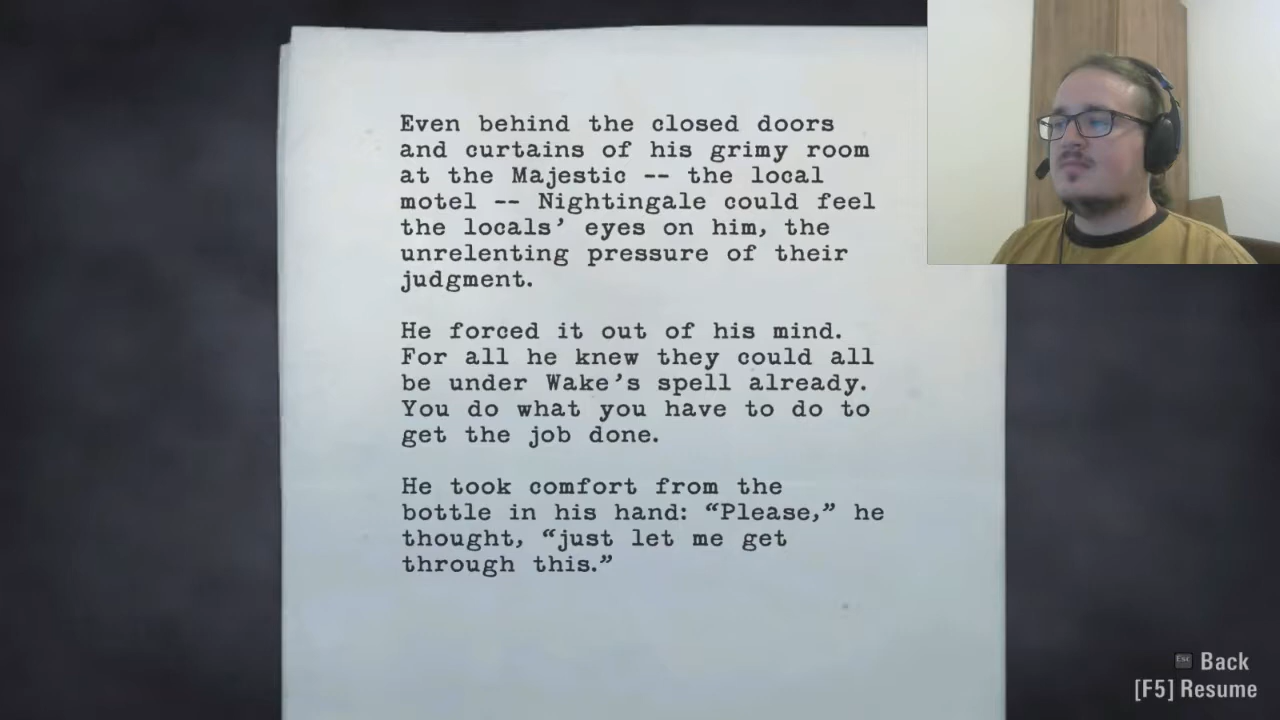 Even behind the closed doors
and curtains of his grimy room
at the Majestic -- the local
motel -- Nightingale could feel
the locals’ eyes on him, the
unrelenting pressure of their
judgment.
He forced it out of his mind.
For all he knew they could all
be under Wake’s spell already.
You do what you have to do to
get the job done.
He took comfort from the
bottle in his hand: “Please,” he
thought, “just let me get
through this.”
Esc Back
[F5] Resume